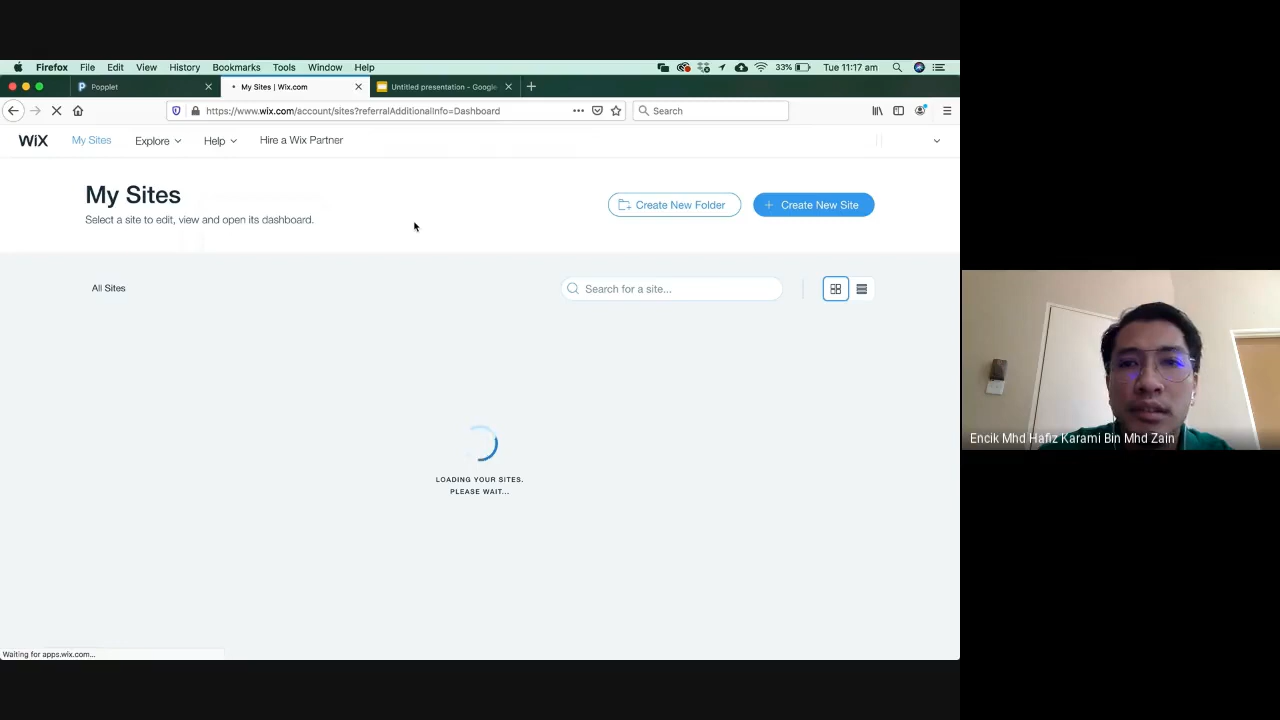 Firefox File Edit View History Bookmarks Tools Window Help 33% Tue 11:17 am
Popplet My Sites | Wix.com Untitled presentation - Google
https://www.wix.com/account/sites?referralAdditionalInfo=Dashboard ••• Search
WiX My Sites Explore Help Hire a Wix Partner
My Sites
Select a site to edit, view and open its dashboard.
Create New Folder + Create New Site
All Sites Search for a site...
LOADING YOUR SITES.
PLEASE WAIT...
Encik Mhd Hafiz Karami Bin Mhd Zain
Waiting for apps.wix.com...